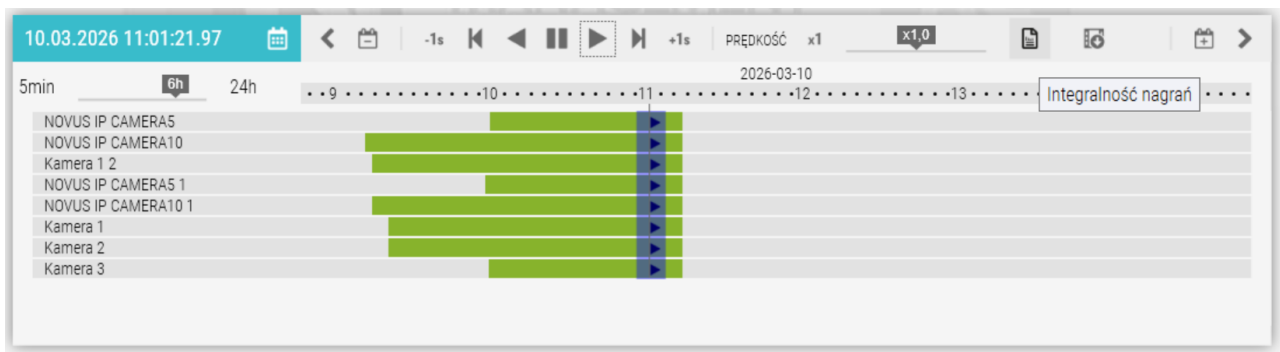 10.03.2026 11:01:21.97 -1s +1s PRĘDKOŚĆ x1 x1,0
5min 6h 24h
2026-03-10
9 10 11 12 13
Integralność nagrań
NOVUS IP CAMERA5
NOVUS IP CAMERA10
Kamera 1 2
NOVUS IP CAMERA5 1
NOVUS IP CAMERA10 1
Kamera 1
Kamera 2
Kamera 3